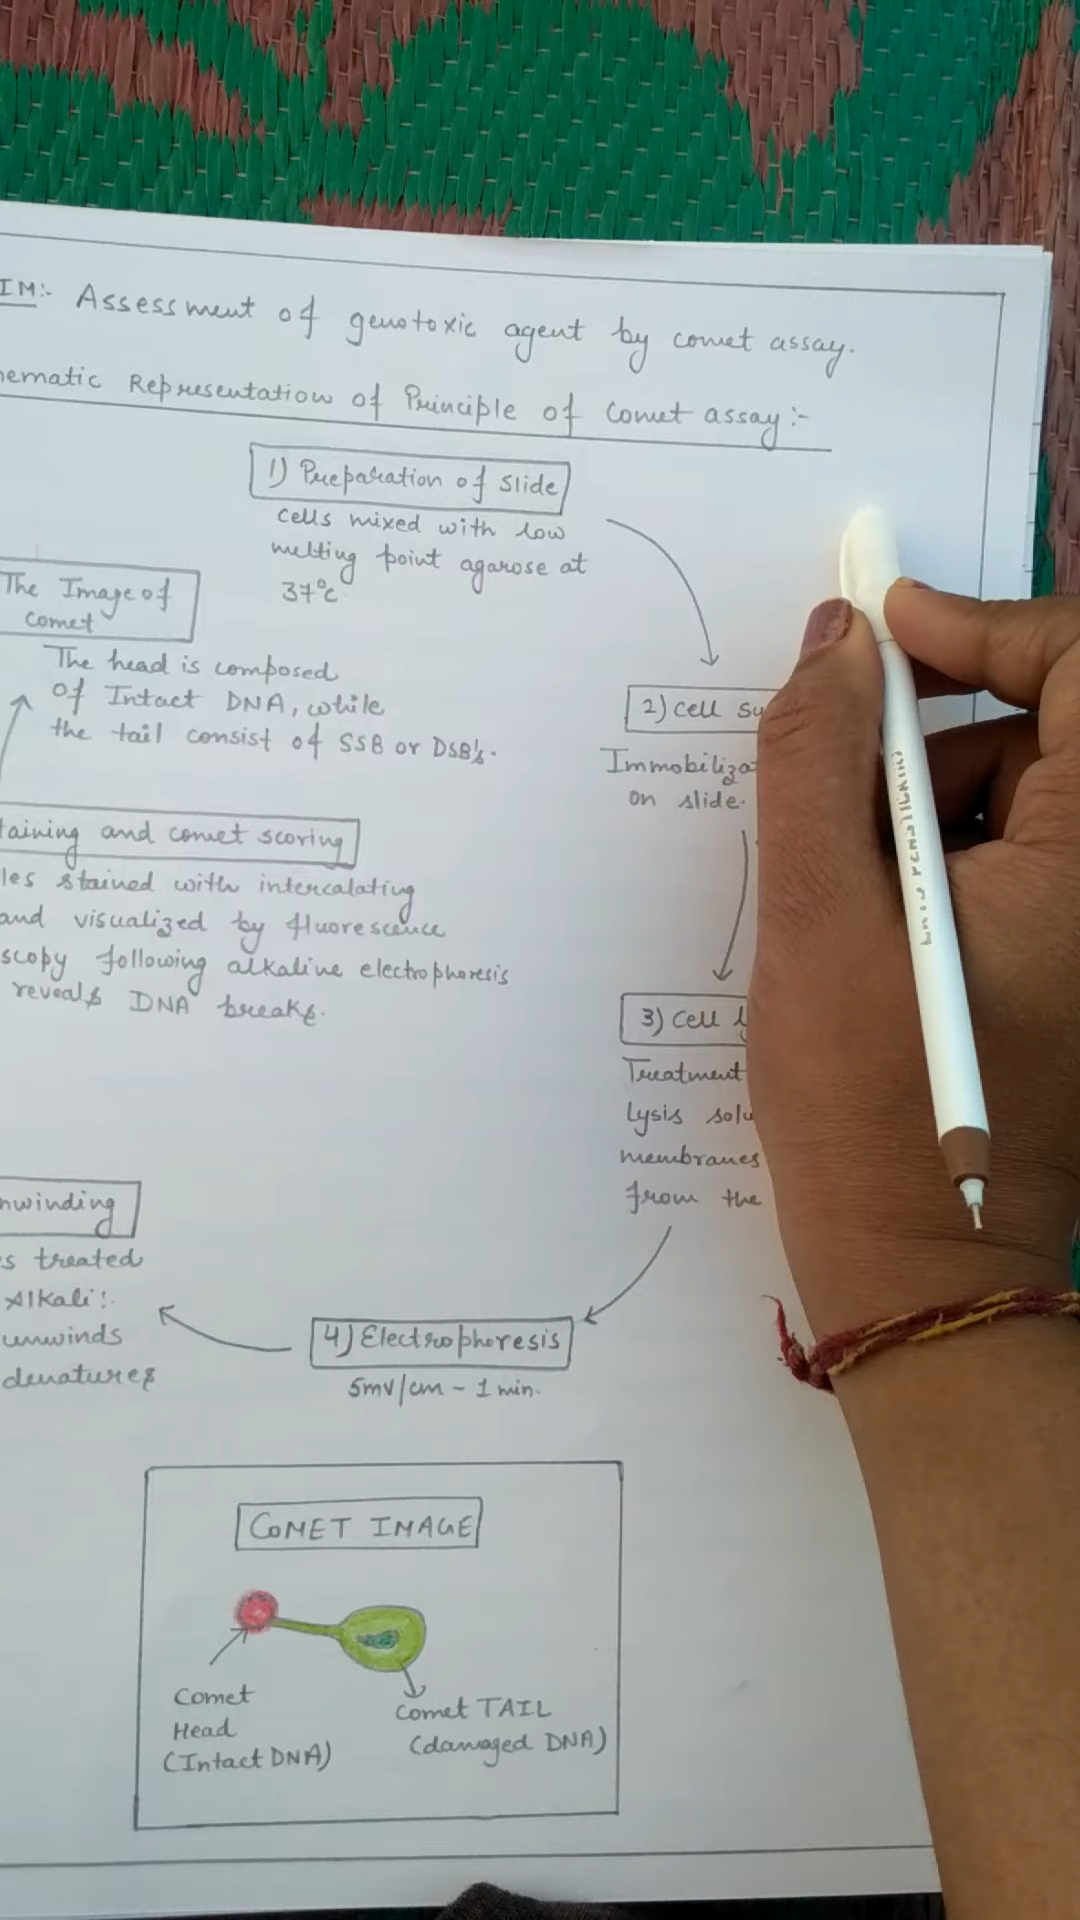 IM:- Assessment of genotoxic agent by comet assay.
hematic Representation of Principle of Comet assay:-
1) Preparation of Slide
cells mixed with low
melting point agarose at
37°c
The Image of
Comet
The head is composed
of Intact DNA, while
the tail consist of SSB or DSB's.
2) Cell Su
Immobilizat
on slide.
taining and comet scoring
les stained with intercalating
and visualized by fluorescence
scopy following alkaline electrophoresis
reveals DNA breaks.
3) Cell l
Treatment
lysis solu
membranes
from the
nwinding
s treated
Alkali:
unwinds
denatures
4) Electrophoresis
5mv/cm - 1 min.
COMET IMAGE
Comet
Head
(Intact DNA)
Comet TAIL
(damaged DNA)